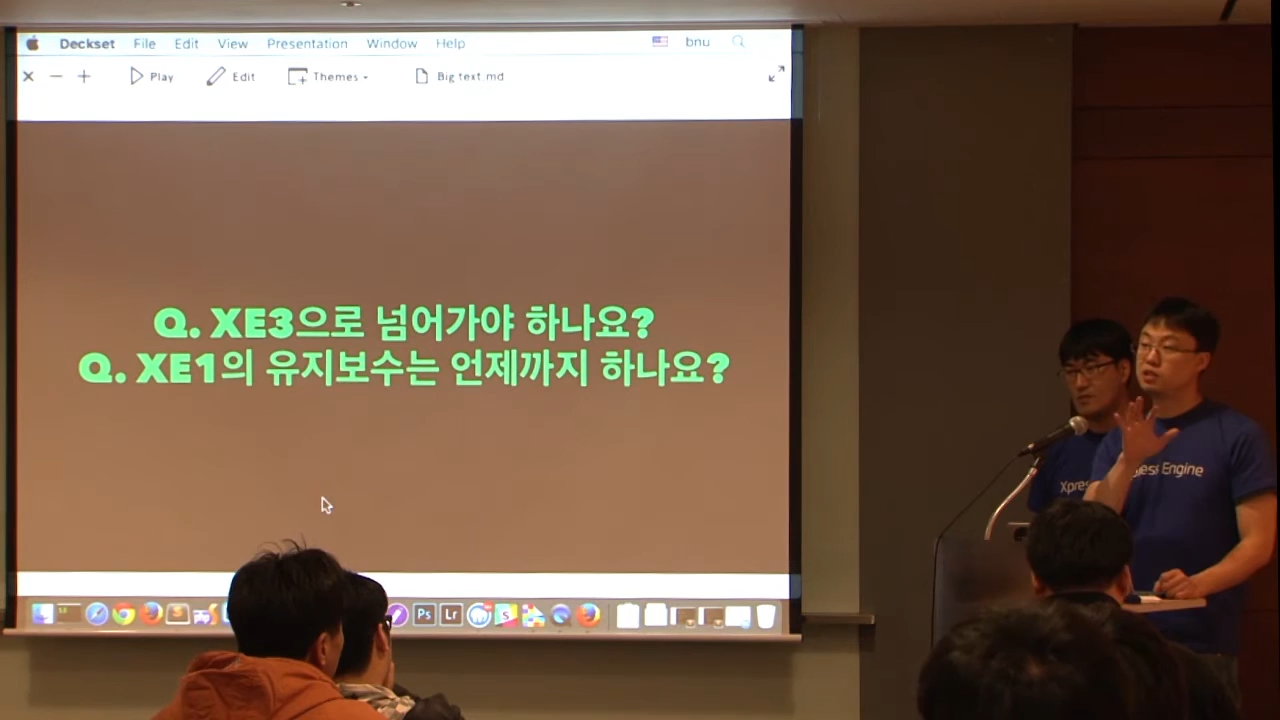 Deckset File Edit View Presentation Window Help bnu
Play Edit Themes Big text md
Q. XE3으로 넘어가야 하나요?
Q. XE1의 유지보수는 언제까지 하나요?
Engine
Ps Lr S